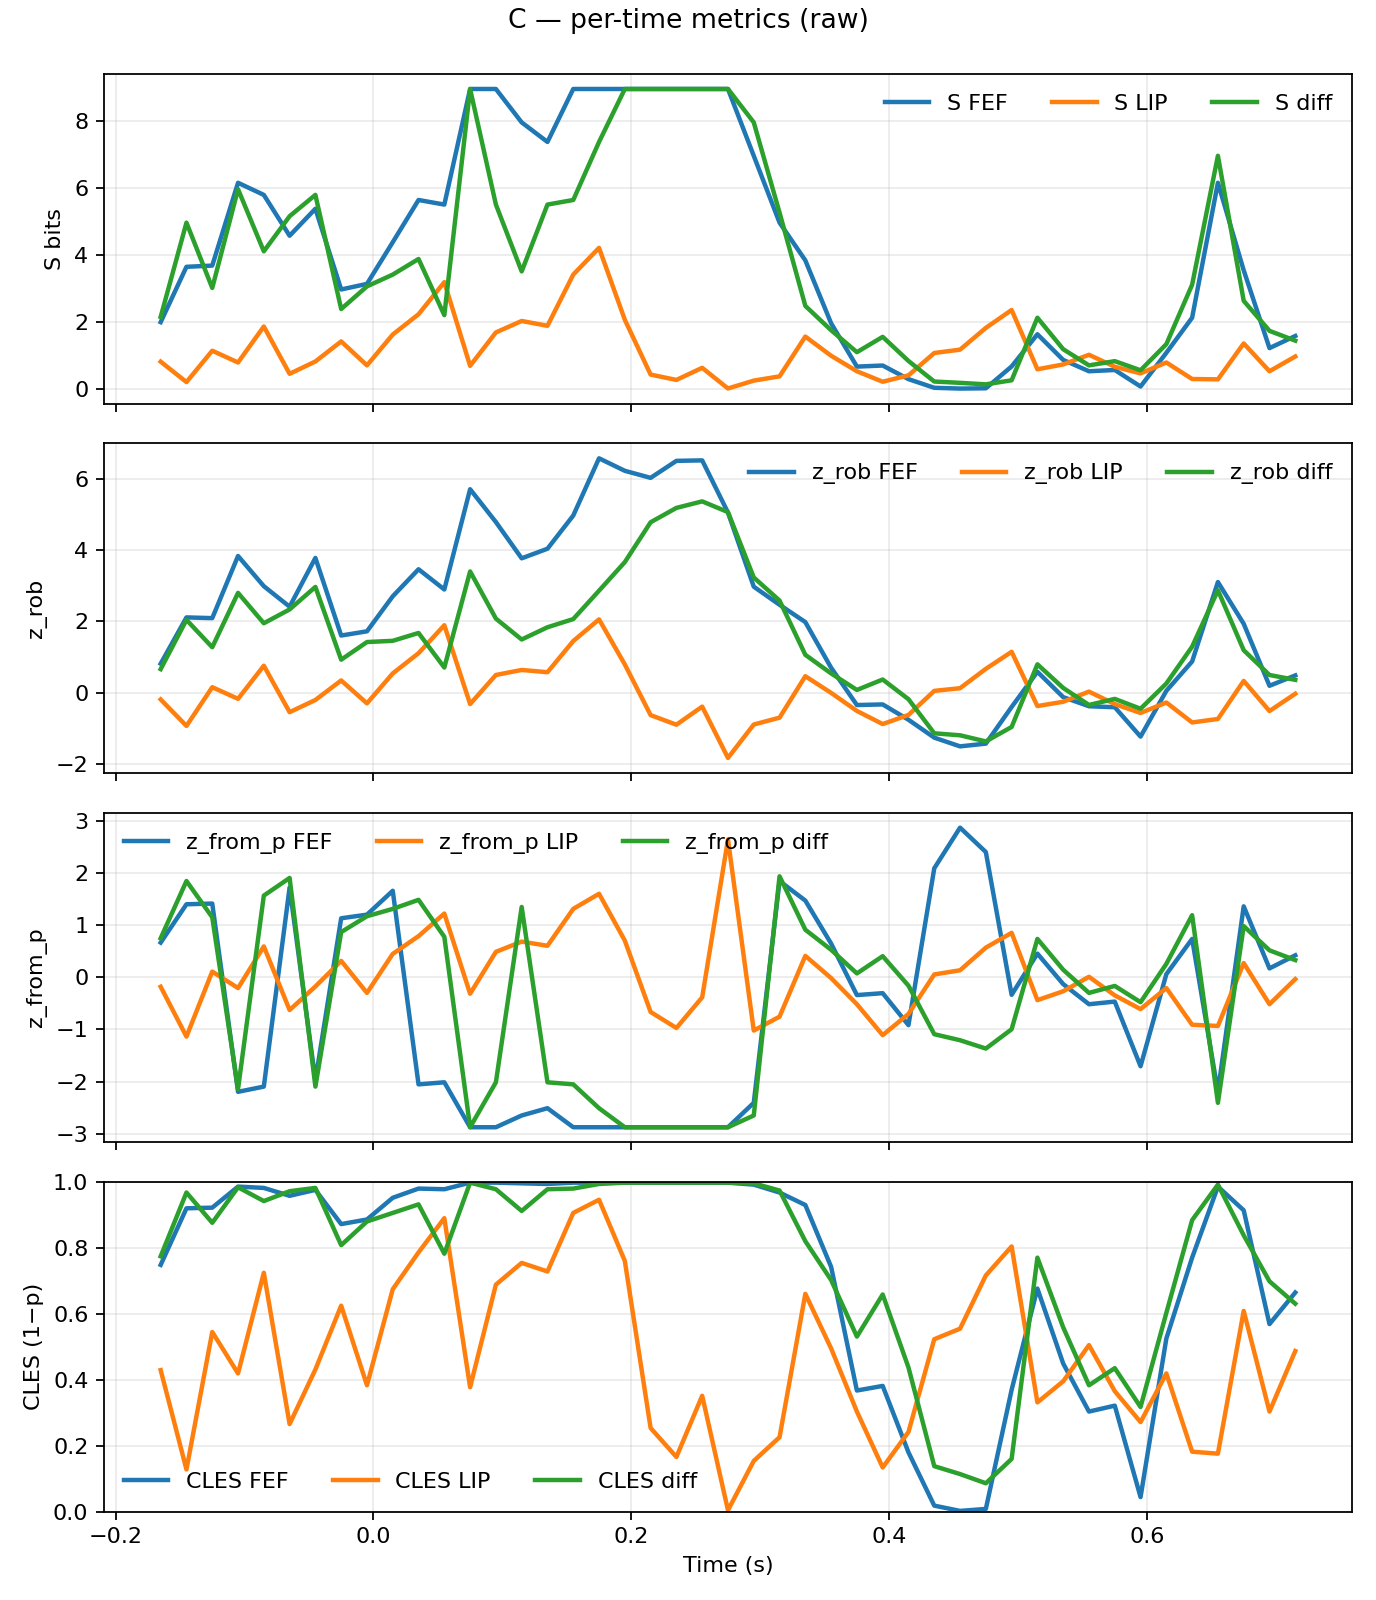 C — per-time metrics (raw)
S FEF S LIP S diff
8
6
4
2
0
S bits
z_rob FEF z_rob LIP z_rob diff
6
4
2
0
−2
z_rob
z_from_p FEF z_from_p LIP z_from_p diff
3
2
1
0
−1
−2
−3
z_from_p
1.0
0.8
0.6
0.4
0.2
0.0
CLES (1−p)
CLES FEF CLES LIP CLES diff
−0.2 0.0 0.2 0.4 0.6
Time (s)